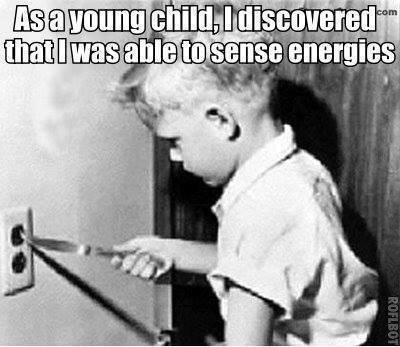 As a young child, I discovered
that I was able to sense energies
com
ROFLBOT